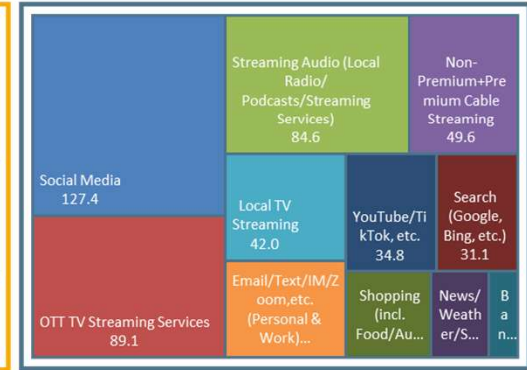 Social Media
127.4
OTT TV Streaming Services
89.1
Streaming Audio (Local
Radio/
Podcasts/Streaming
Services)
84.6
Non-
Premium+Pre
mium Cable
Streaming
49.6
Local TV
Streaming
42.0
YouTube/Ti
kTok, etc.
34.8
Search
(Google,
Bing, etc.)
31.1
Email/Text/IM/Z
oom,etc.
(Personal &
Work)...
Shopping
(incl.
Food/Au...
News/
Weath
er/S...
B
a
n...